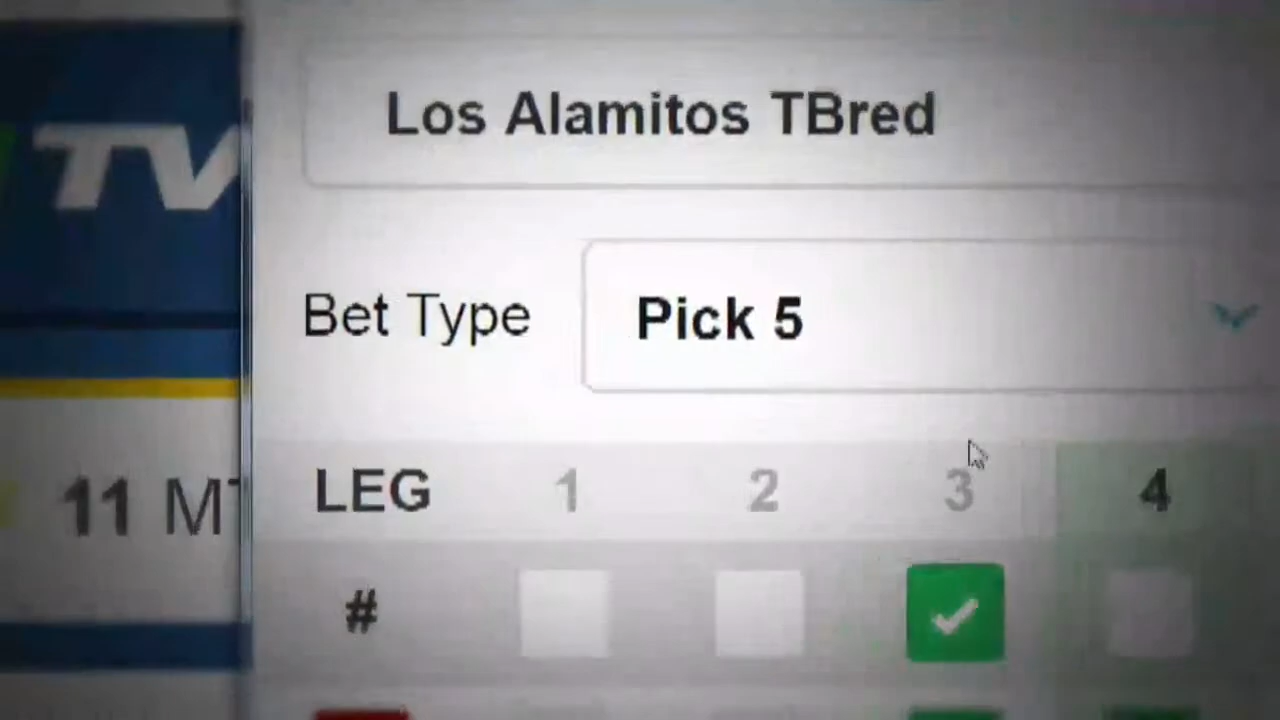 Los Alamitos TBred
TV
Bet Type
Pick 5
LEG 1 2 3 4
11 MT
#